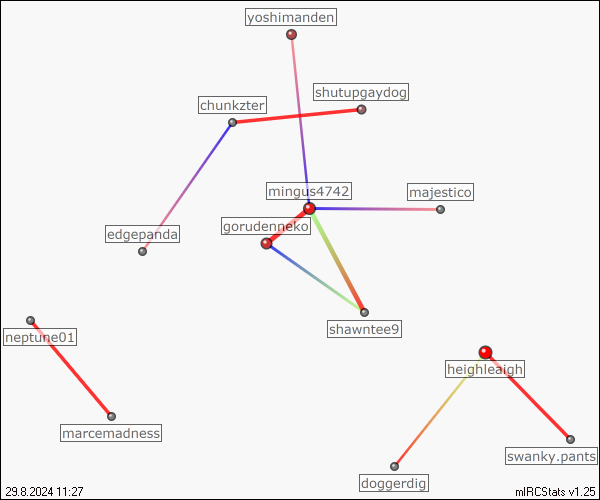 yoshimanden
shutupgaydog
chunkzter
mingus4742
majestico
gorudenneko
edgepanda
shawntee9
neptune01
heighleaigh
marcemadness
swanky.pants
doggerdig
29.8.2024 11:27
mIRCStats v1.25